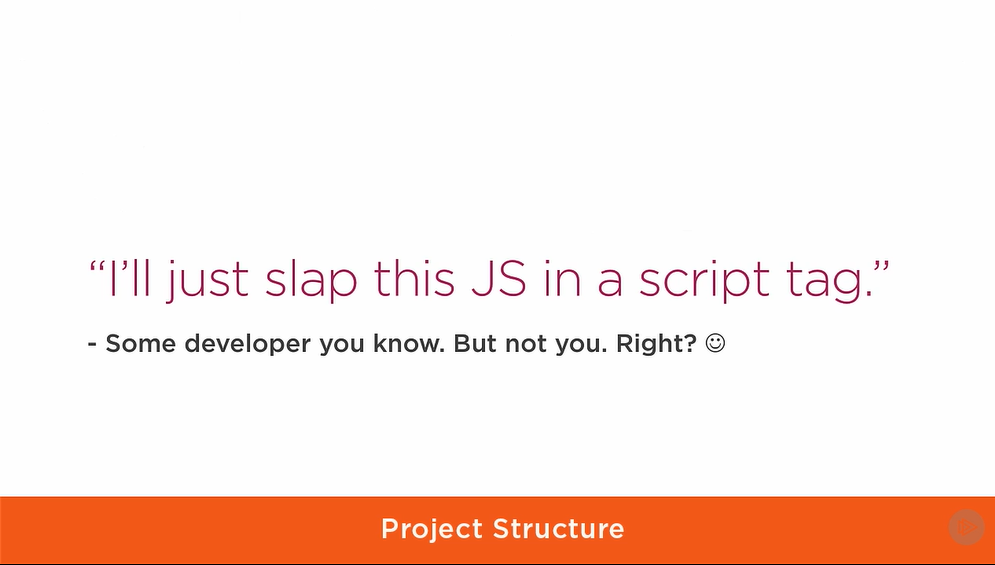 “I’ll just slap this JS in a script tag.”
- Some developer you know. But not you. Right? ☺
Project Structure